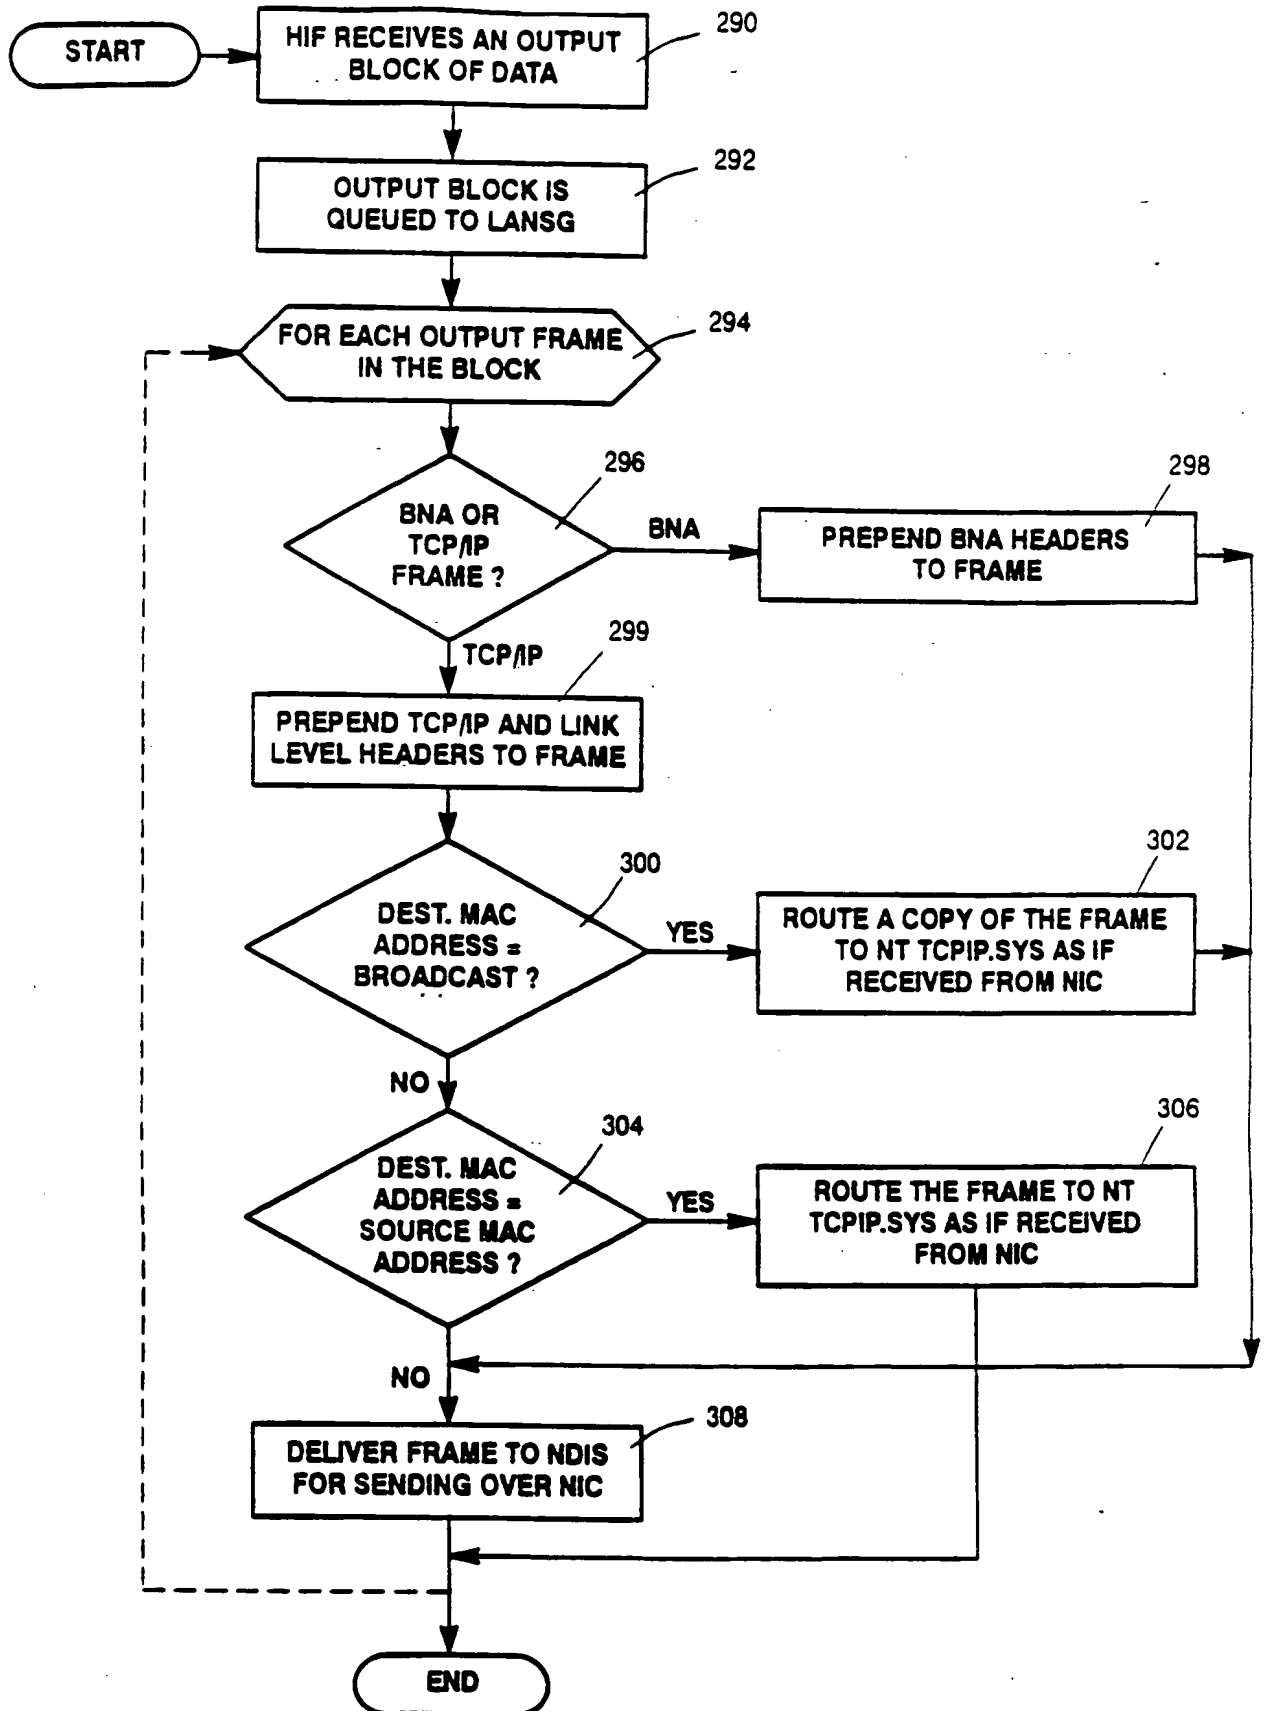 START
HIF RECEIVES AN OUTPUT
BLOCK OF DATA
290
OUTPUT BLOCK IS
QUEUED TO LANSG
292
FOR EACH OUTPUT FRAME
IN THE BLOCK
294
BNA OR
TCP/IP
FRAME ?
296
BNA
PREPEND BNA HEADERS
TO FRAME
298
TCP/IP
299
PREPEND TCP/IP AND LINK
LEVEL HEADERS TO FRAME
DEST. MAC
ADDRESS =
BROADCAST ?
300
YES
ROUTE A COPY OF THE FRAME
TO NT TCPIP.SYS AS IF
RECEIVED FROM NIC
302
NO
DEST. MAC
ADDRESS =
SOURCE MAC
ADDRESS ?
304
YES
ROUTE THE FRAME TO NT
TCPIP.SYS AS IF RECEIVED
FROM NIC
306
NO
DELIVER FRAME TO NDIS
FOR SENDING OVER NIC
308
END